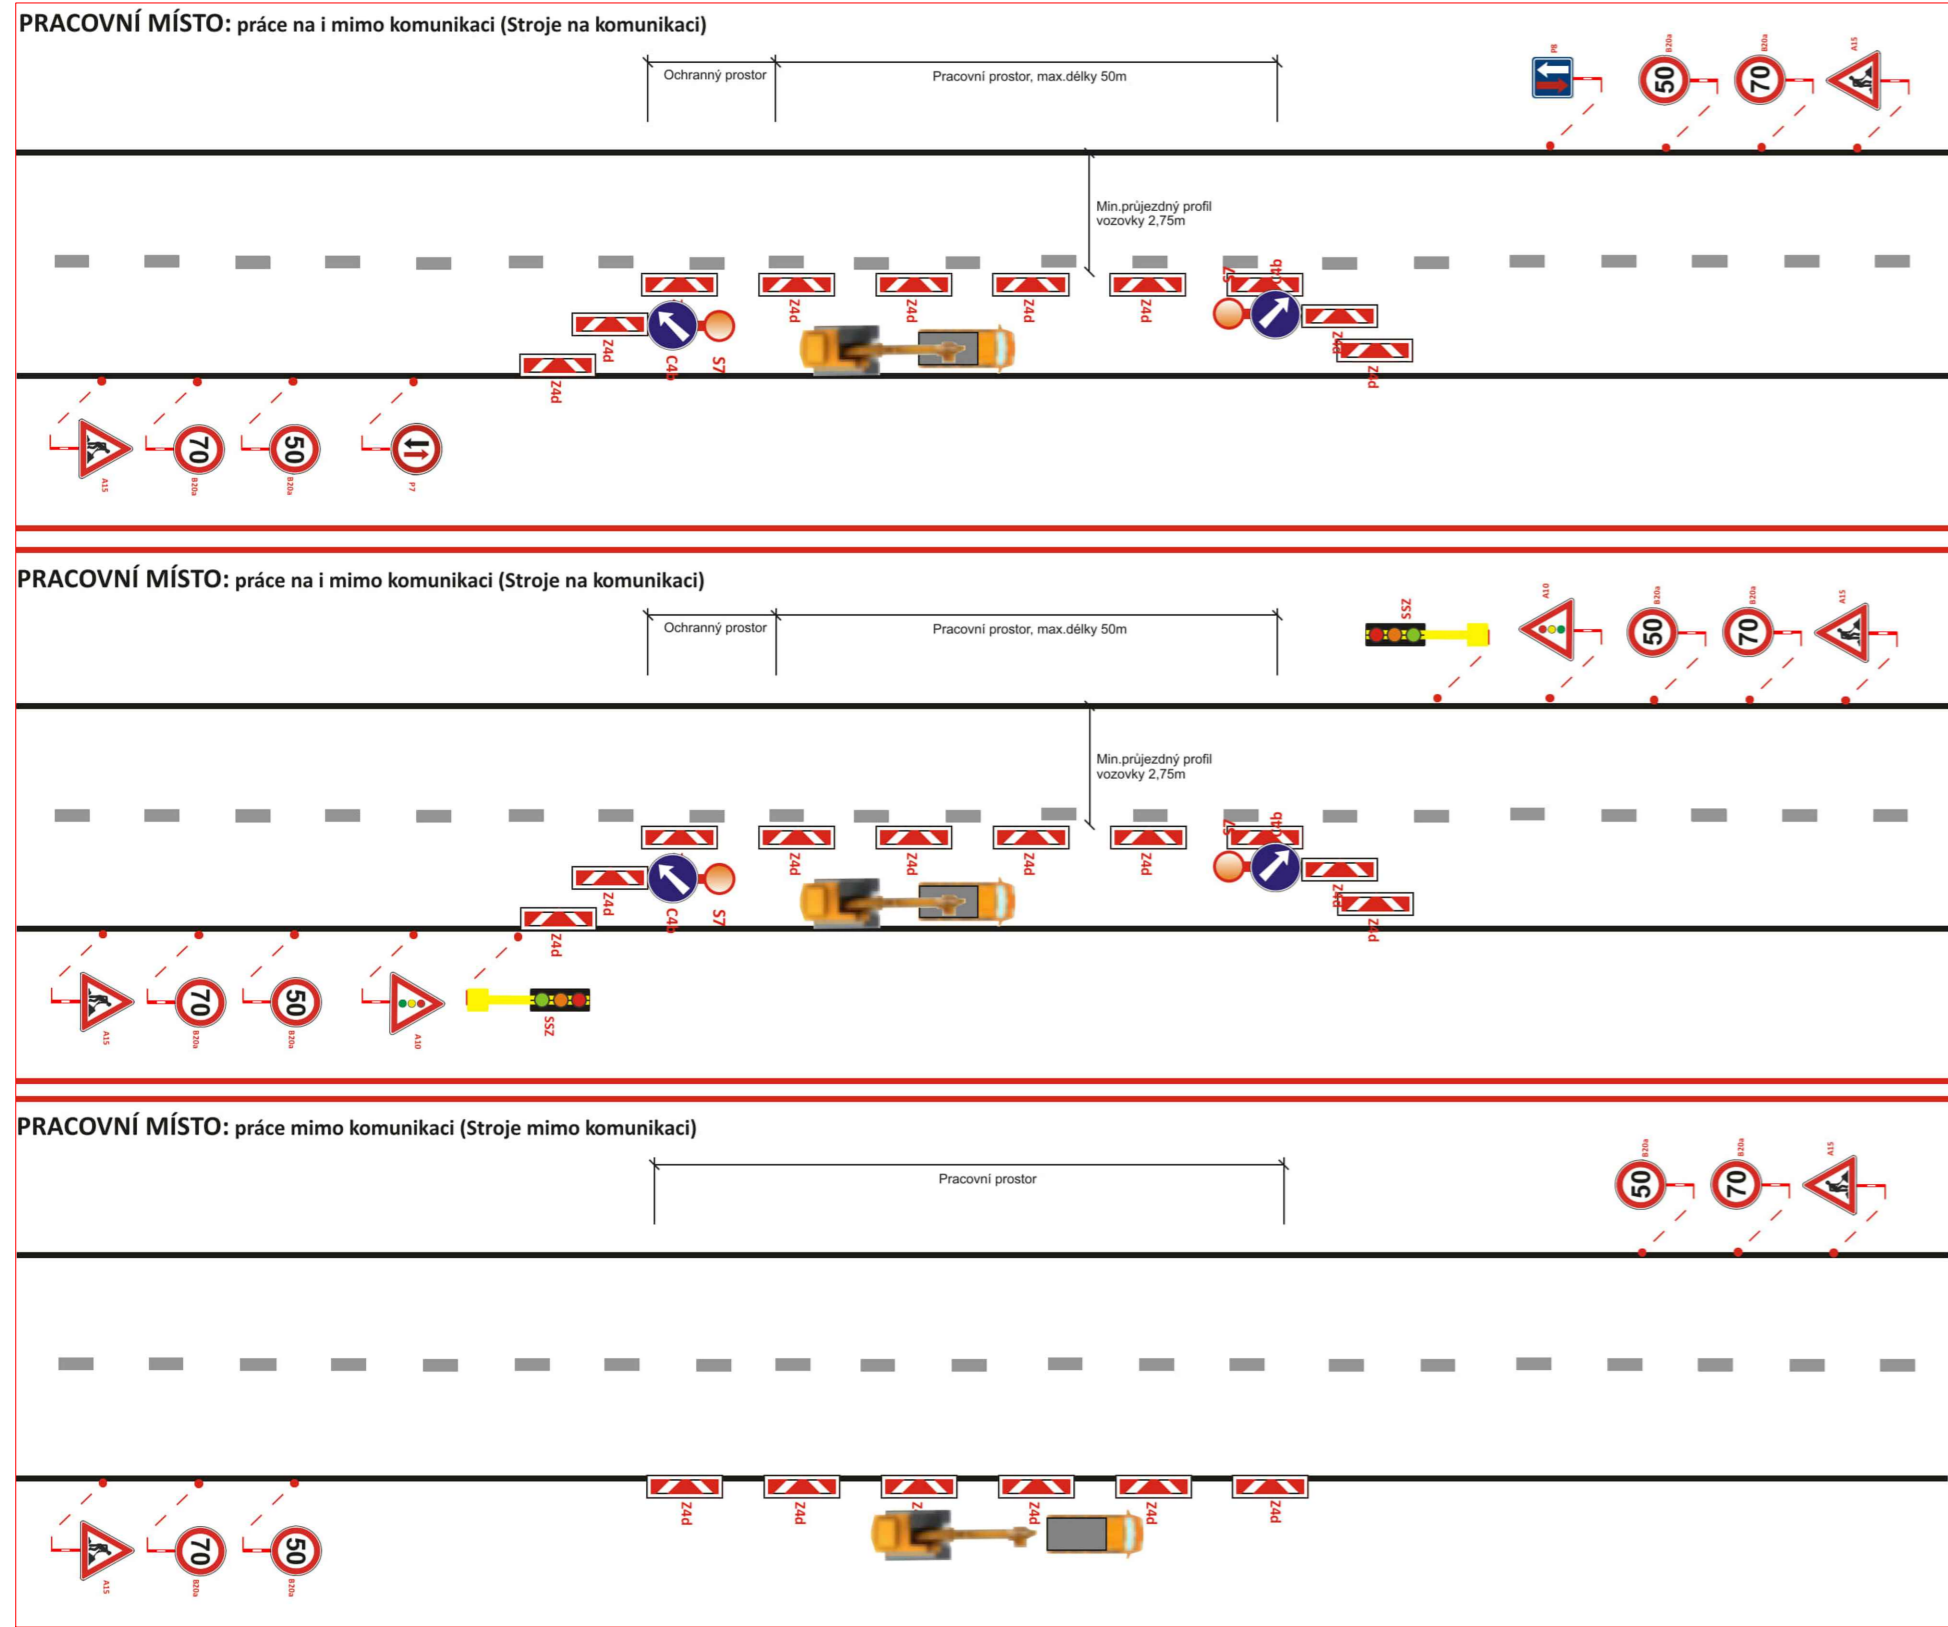 PRACOVNÍ MÍSTO: práce na i mimo komunikaci (Stroje na komunikaci)
P8
B20a
B20a
A15
50
70
Ochranný prostor
Pracovní prostor, max.délky 50m
Min.průjezdný profil
vozovky 2,75m
S7
C4b
Z4d
Z4d
Z4d
Z4d
Z4d
Z4d
Z4d
Z4d
C4b
S7
70
50
A15
B20a
B20a
P7
PRACOVNÍ MÍSTO: práce na i mimo komunikaci (Stroje na komunikaci)
SSZ
A10
B20a
B20a
A15
50
70
Ochranný prostor
Pracovní prostor, max.délky 50m
Min.průjezdný profil
vozovky 2,75m
S7
C4b
Z4d
Z4d
Z4d
Z4d
Z4d
Z4d
Z4d
Z4d
C4b
S7
70
50
A15
B20a
B20a
A10
SSZ
PRACOVNÍ MÍSTO: práce mimo komunikaci (Stroje mimo komunikaci)
B20a
B20a
A15
50
70
Pracovní prostor
Z4d
Z4d
Z4d
Z4d
Z4d
70
50
A15
B20a
B20a